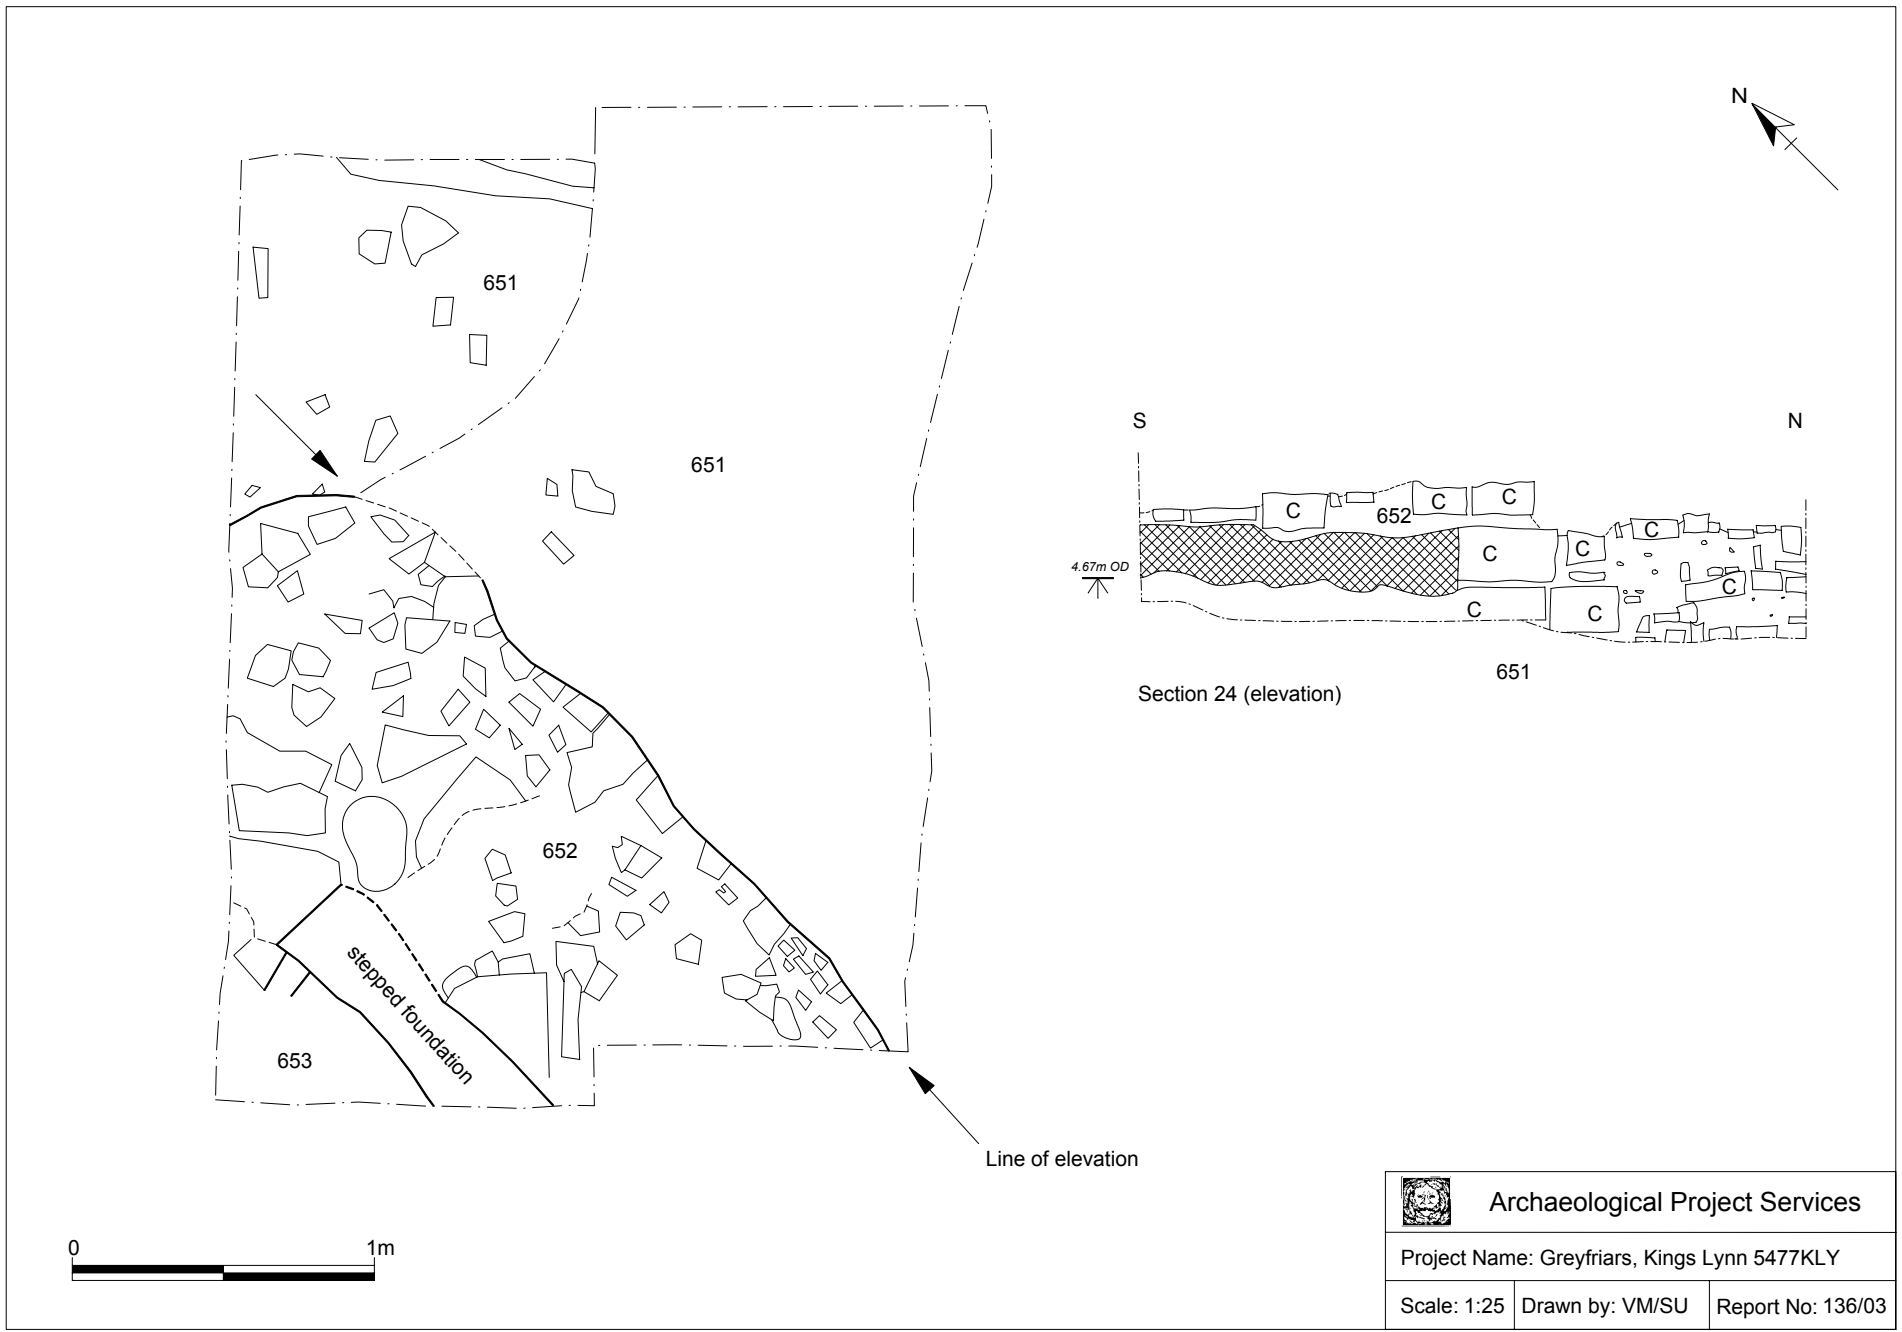 N
651
651
S
N
C
C
C
652
C
C
C
4.67m OD
C
C
C
651
Section 24 (elevation)
652
stepped foundation
653
Line of elevation
0
1m
Archaeological Project Services
Project Name: Greyfriars, Kings Lynn 5477KLY
Scale: 1:25
Drawn by: VM/SU
Report No: 136/03